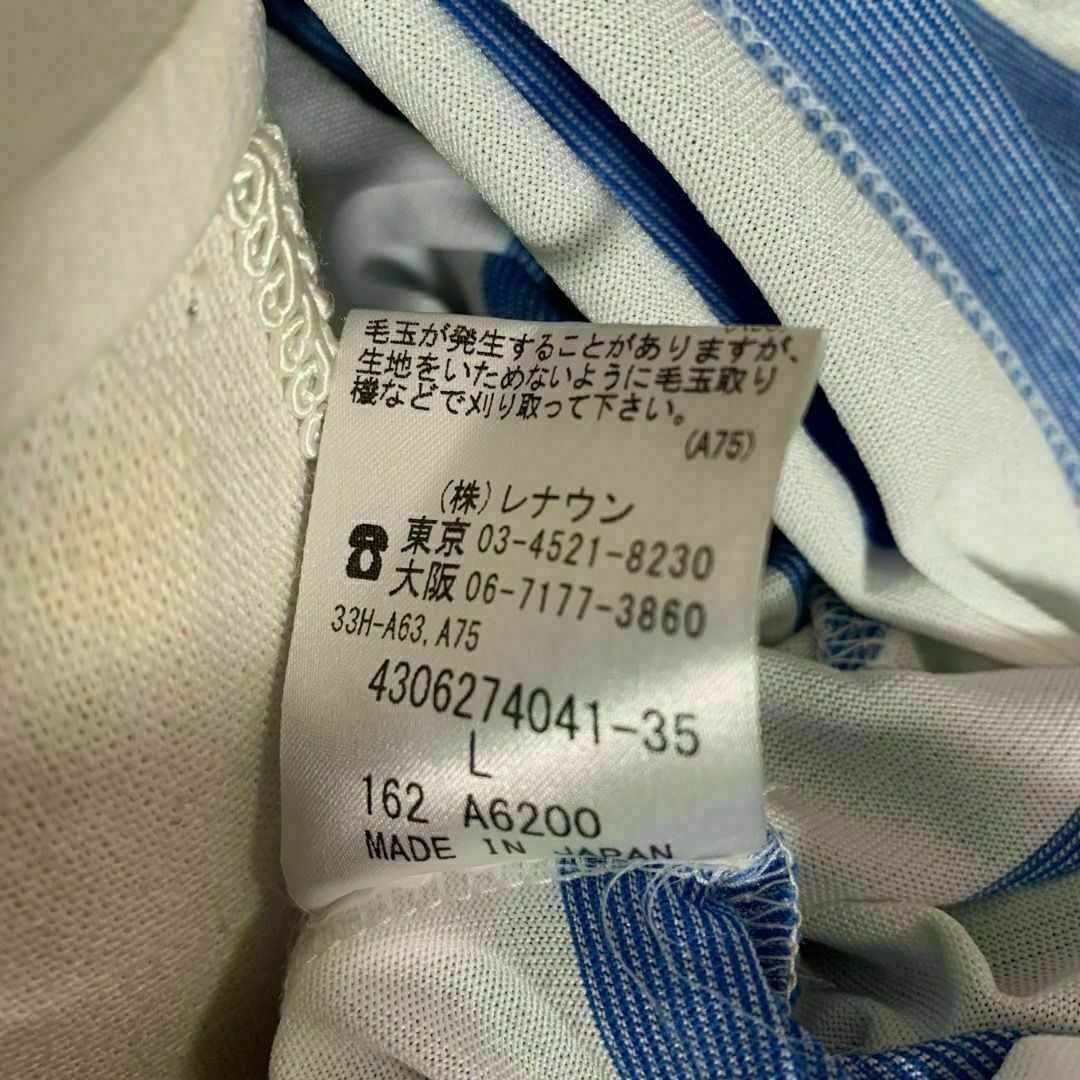 毛玉が発生することがありますが、
生地をいためないように毛玉取り
機などで刈り取って下さい。
(A75)
(株)レナウン
☎東京 03-4521-8230
大阪 06-7177-3860
33H-A63, A75
4306274041-35
L
162 A6200
MADE IN JAPAN